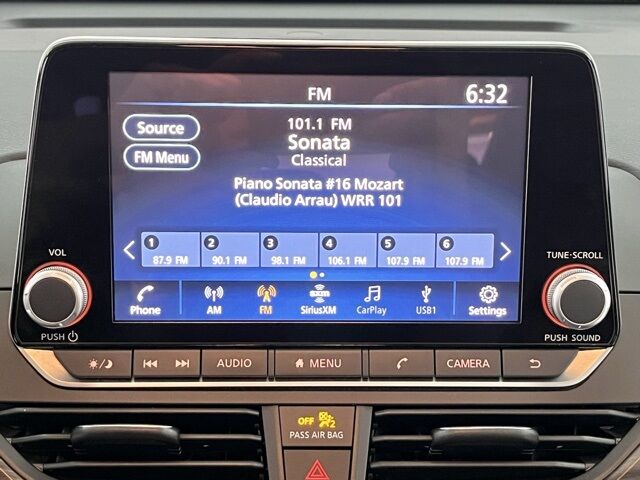 FM
6:32
Source
101.1 FM
Sonata
FM Menu
Classical
Piano Sonata #16 Mozart
(Claudio Arrau) WRR 101
1 2 3 4 5 6
87.9 FM 90.1 FM 98.1 FM 106.1 FM 107.9 FM 107.9 FM
VOL
TUNE·SCROLL
Phone AM FM SiriusXM CarPlay USB1 Settings
PUSH
PUSH SOUND
AUDIO MENU CAMERA
OFF 2
PASS AIR BAG